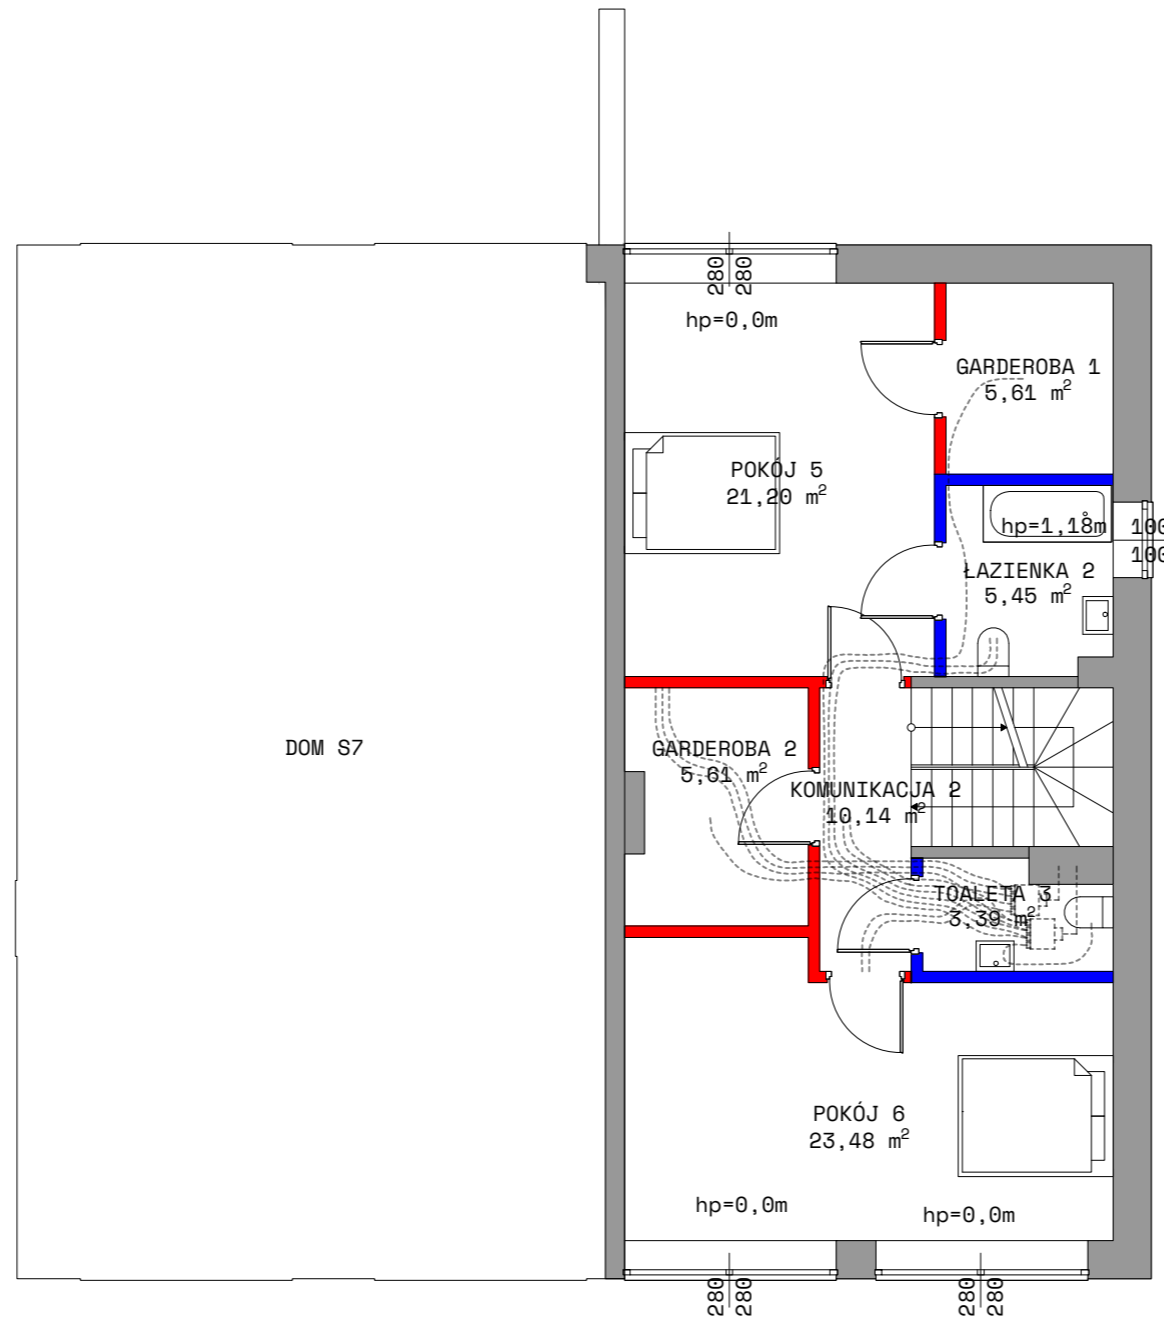 280
280
hp=0,0m
GARDEROBA 1
5,61 m²
POKÓJ 5
21,20 m²
hp=1,18m
100
100
ŁAZIENKA 2
5,45 m²
DOM S7
GARDEROBA 2
5,61 m²
KOMUNIKACJA 2
10,14 m²
TOALETA 3
3,39 m²
POKÓJ 6
23,48 m²
hp=0,0m
hp=0,0m
280
280
280
280